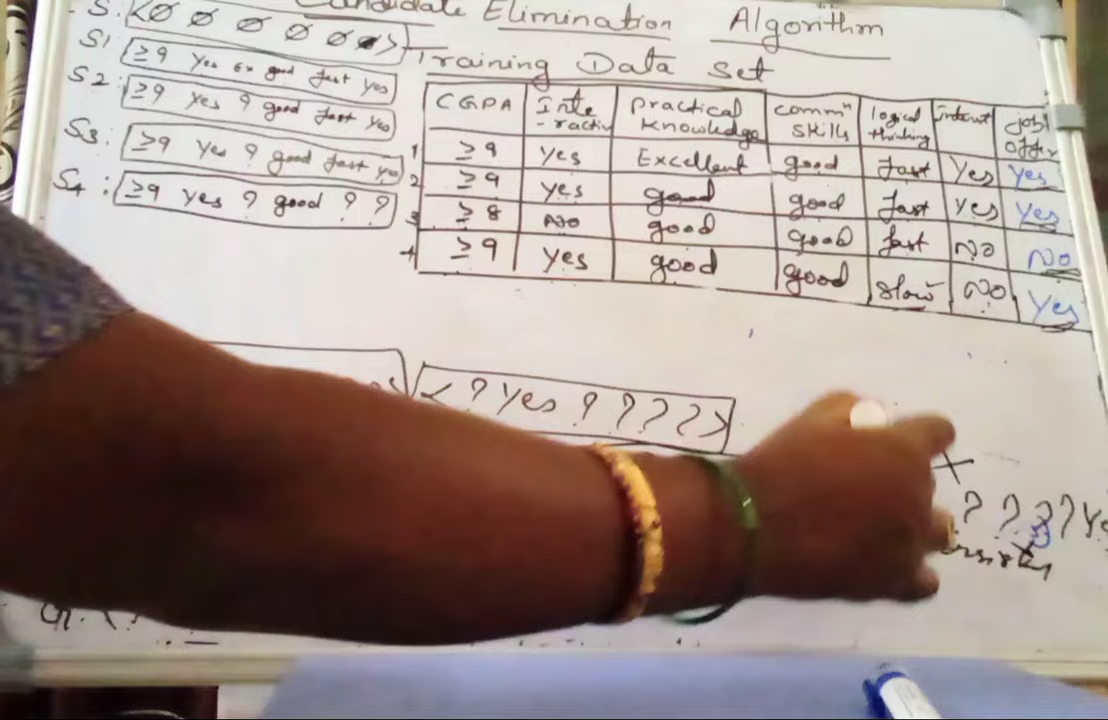 Candidate Elimination Algorithm
S: <Ø Ø Ø Ø Ø Ø>
S1: ≥9 Yes Ex good fast yes
S2: ≥9 Yes ? good fast yes
S3: ≥9 Yes ? good fast yes
S4: ≥9 Yes ? good ? ?
Training Data Set
CGPA Inte-ractiv practical Knowledge commn skills logical thinking intrest job offer
1 ≥9 Yes Excellent good fast Yes Yes
2 ≥9 yes good good fast yes yes
3 ≥8 No good good fast No No
4 ≥9 yes good good slow No Yes
< ? Yes ? ? ? ? >
? ? ? ?